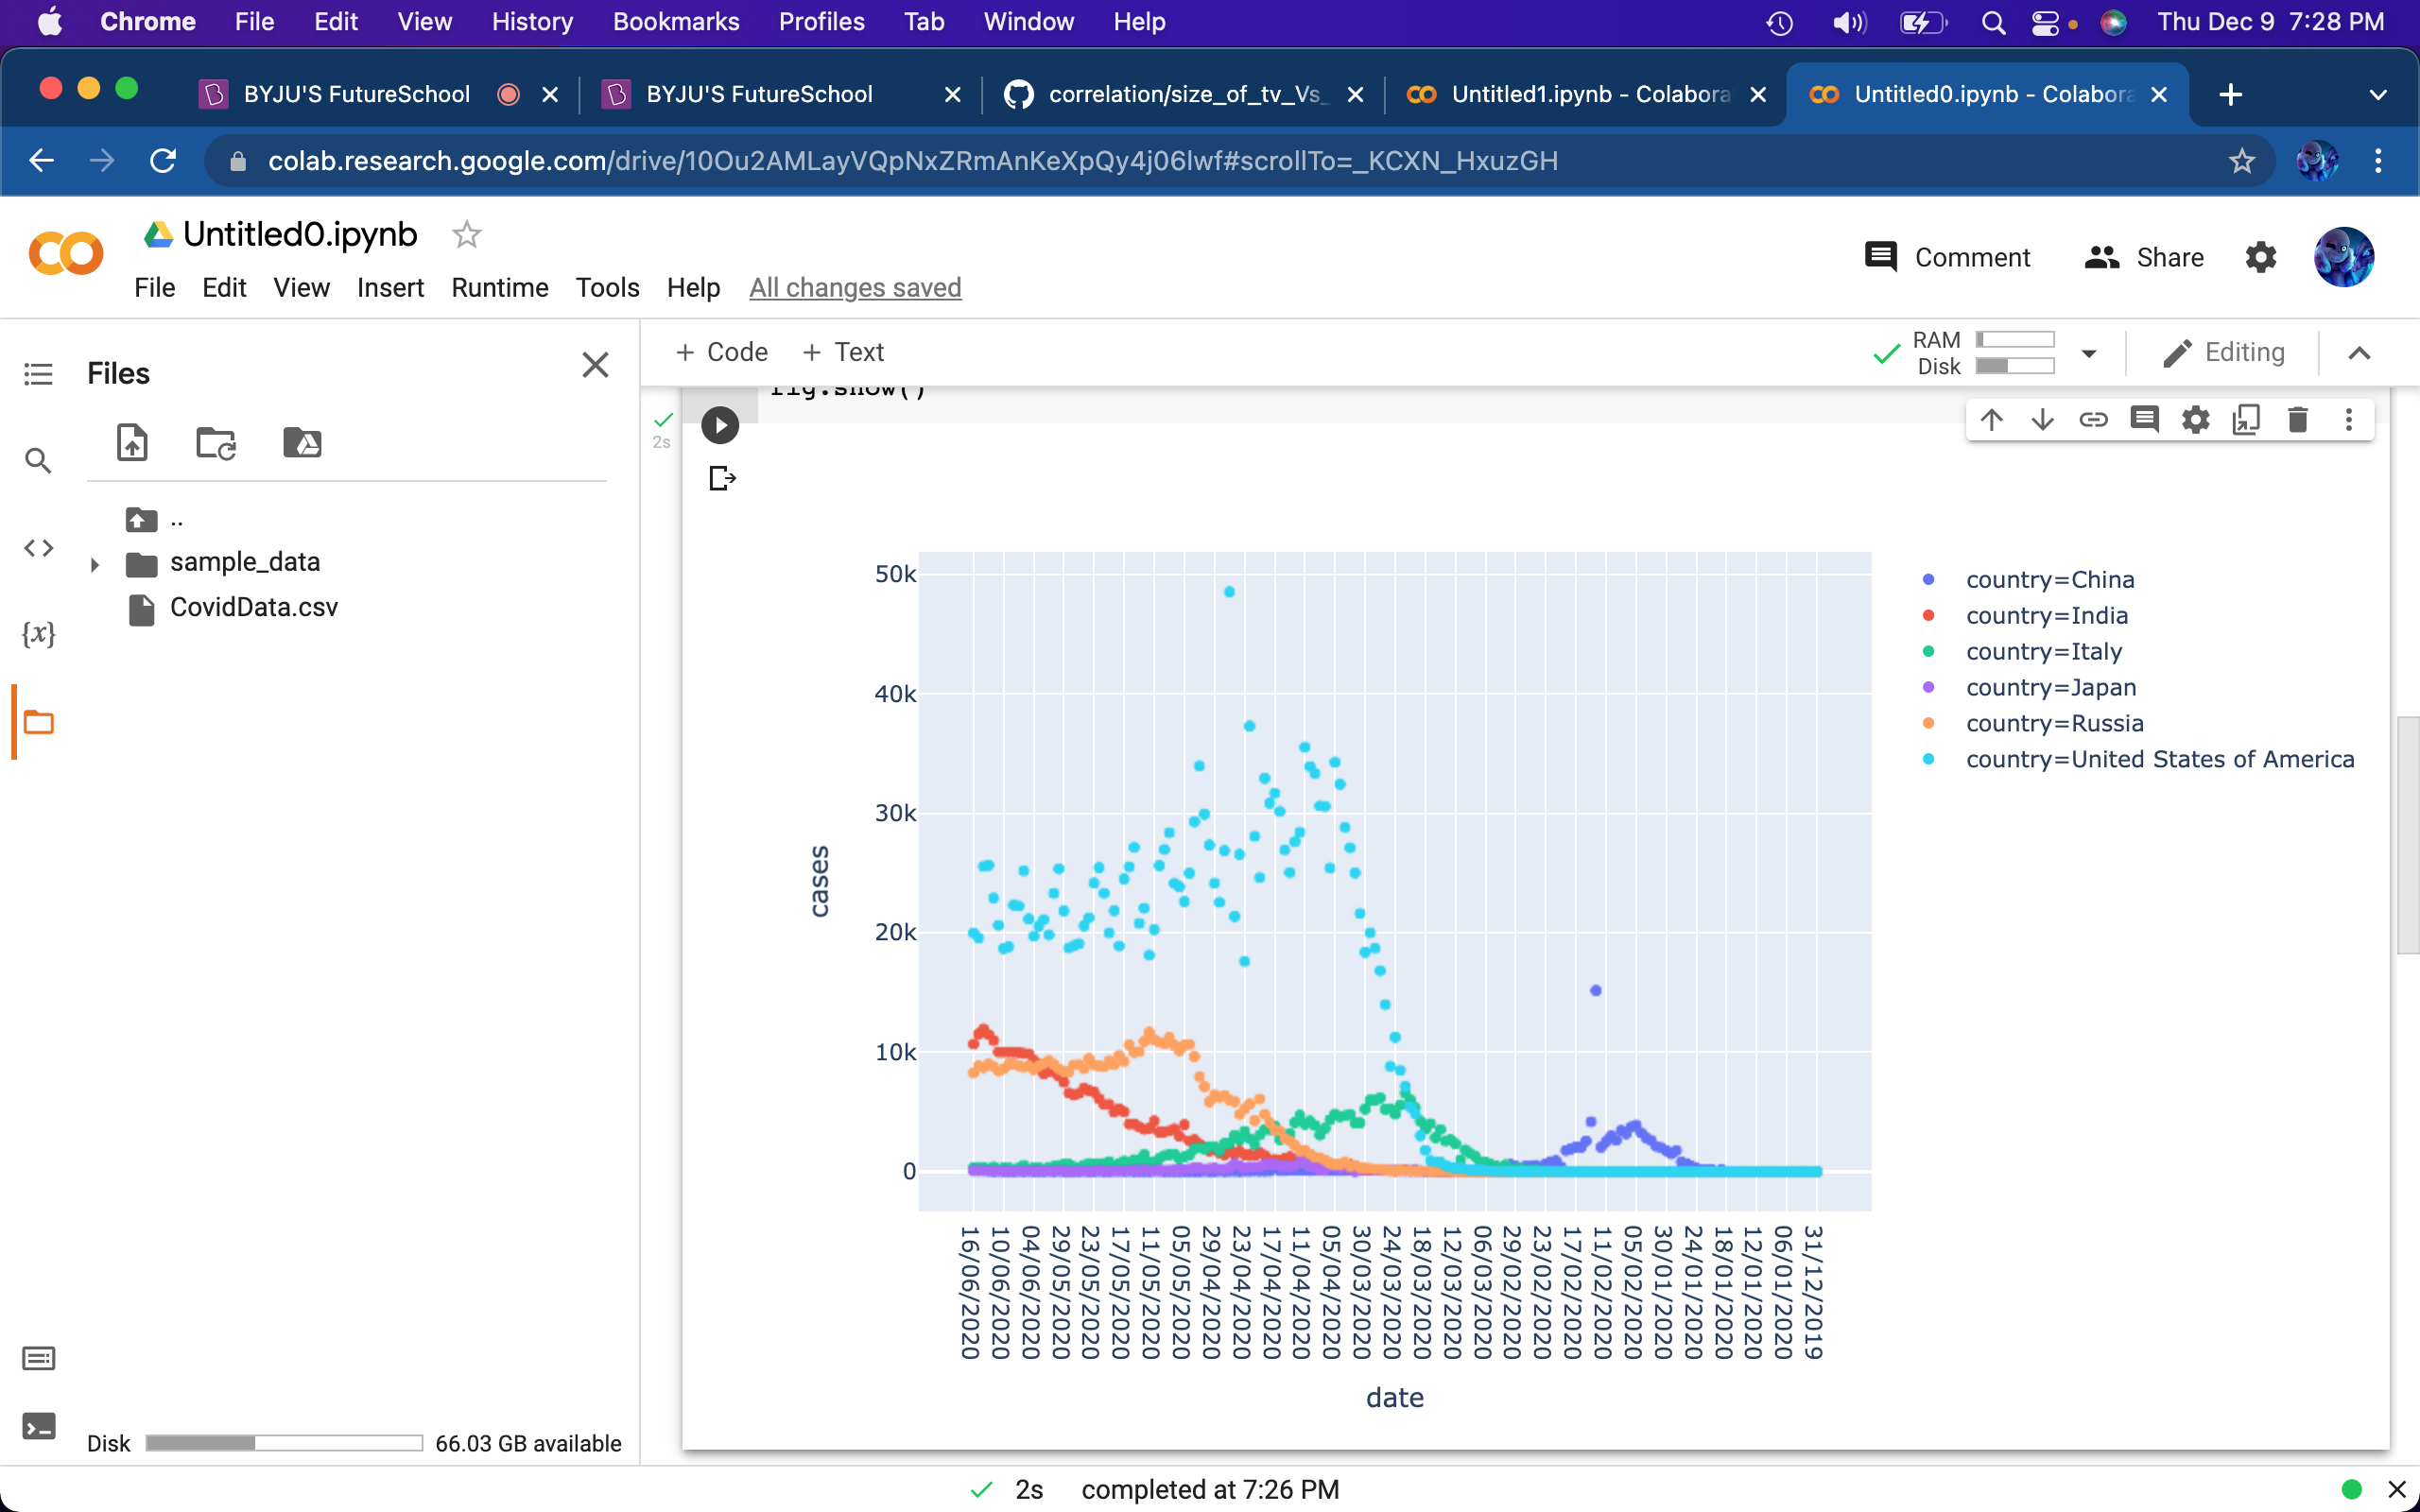 Chrome File Edit View History Bookmarks Profiles Tab Window Help Thu Dec 9 7:28 PM
BYJU'S FutureSchool BYJU'S FutureSchool correlation/size_of_tv_Vs_ Untitled1.ipynb - Colabora Untitled0.ipynb - Colabora
colab.research.google.com/drive/10Ou2AMLayVQpNxZRmAnKeXpQy4j06lwf#scrollTo=_KCXN_HxuzGH
Untitled0.ipynb
Comment Share
File Edit View Insert Runtime Tools Help All changes saved
Files
+ Code + Text
RAM
Disk
Editing
fig.show()
2s
..
sample_data
CovidData.csv
{x}
50k
40k
30k
20k
10k
0
cases
country=China
country=India
country=Italy
country=Japan
country=Russia
country=United States of America
16/06/2020
10/06/2020
04/06/2020
29/05/2020
23/05/2020
17/05/2020
11/05/2020
05/05/2020
29/04/2020
23/04/2020
17/04/2020
11/04/2020
05/04/2020
30/03/2020
24/03/2020
18/03/2020
12/03/2020
06/03/2020
29/02/2020
23/02/2020
17/02/2020
11/02/2020
05/02/2020
30/01/2020
24/01/2020
18/01/2020
12/01/2020
06/01/2020
31/12/2019
date
Disk 66.03 GB available
2s completed at 7:26 PM